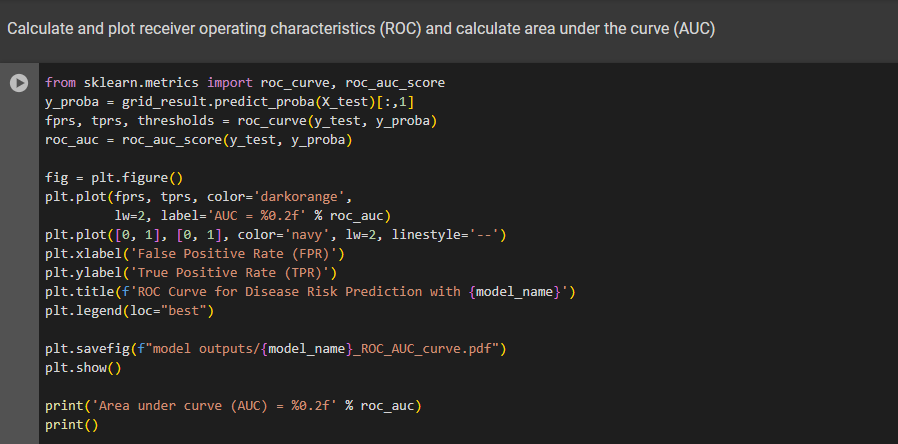 Calculate and plot receiver operating characteristics (ROC) and calculate area under the curve (AUC)
from sklearn.metrics import roc_curve, roc_auc_score
y_proba = grid_result.predict_proba(X_test)[:,1]
fprs, tprs, thresholds = roc_curve(y_test, y_proba)
roc_auc = roc_auc_score(y_test, y_proba)

fig = plt.figure()
plt.plot(fprs, tprs, color='darkorange',
         lw=2, label='AUC = %0.2f' % roc_auc)
plt.plot([0, 1], [0, 1], color='navy', lw=2, linestyle='--')
plt.xlabel('False Positive Rate (FPR)')
plt.ylabel('True Positive Rate (TPR)')
plt.title(f'ROC Curve for Disease Risk Prediction with {model_name}')
plt.legend(loc="best")

plt.savefig(f"model outputs/{model_name}_ROC_AUC_curve.pdf")
plt.show()

print('Area under curve (AUC) = %0.2f' % roc_auc)
print()